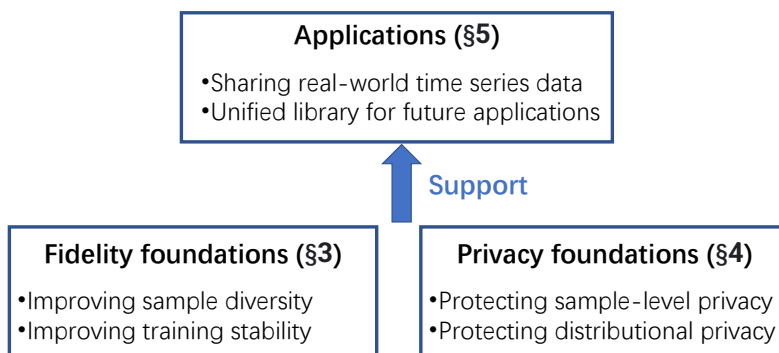 Applications (§5)
•Sharing real-world time series data
•Unified library for future applications
Support
Fidelity foundations (§3)
•Improving sample diversity
•Improving training stability
Privacy foundations (§4)
•Protecting sample-level privacy
•Protecting distributional privacy